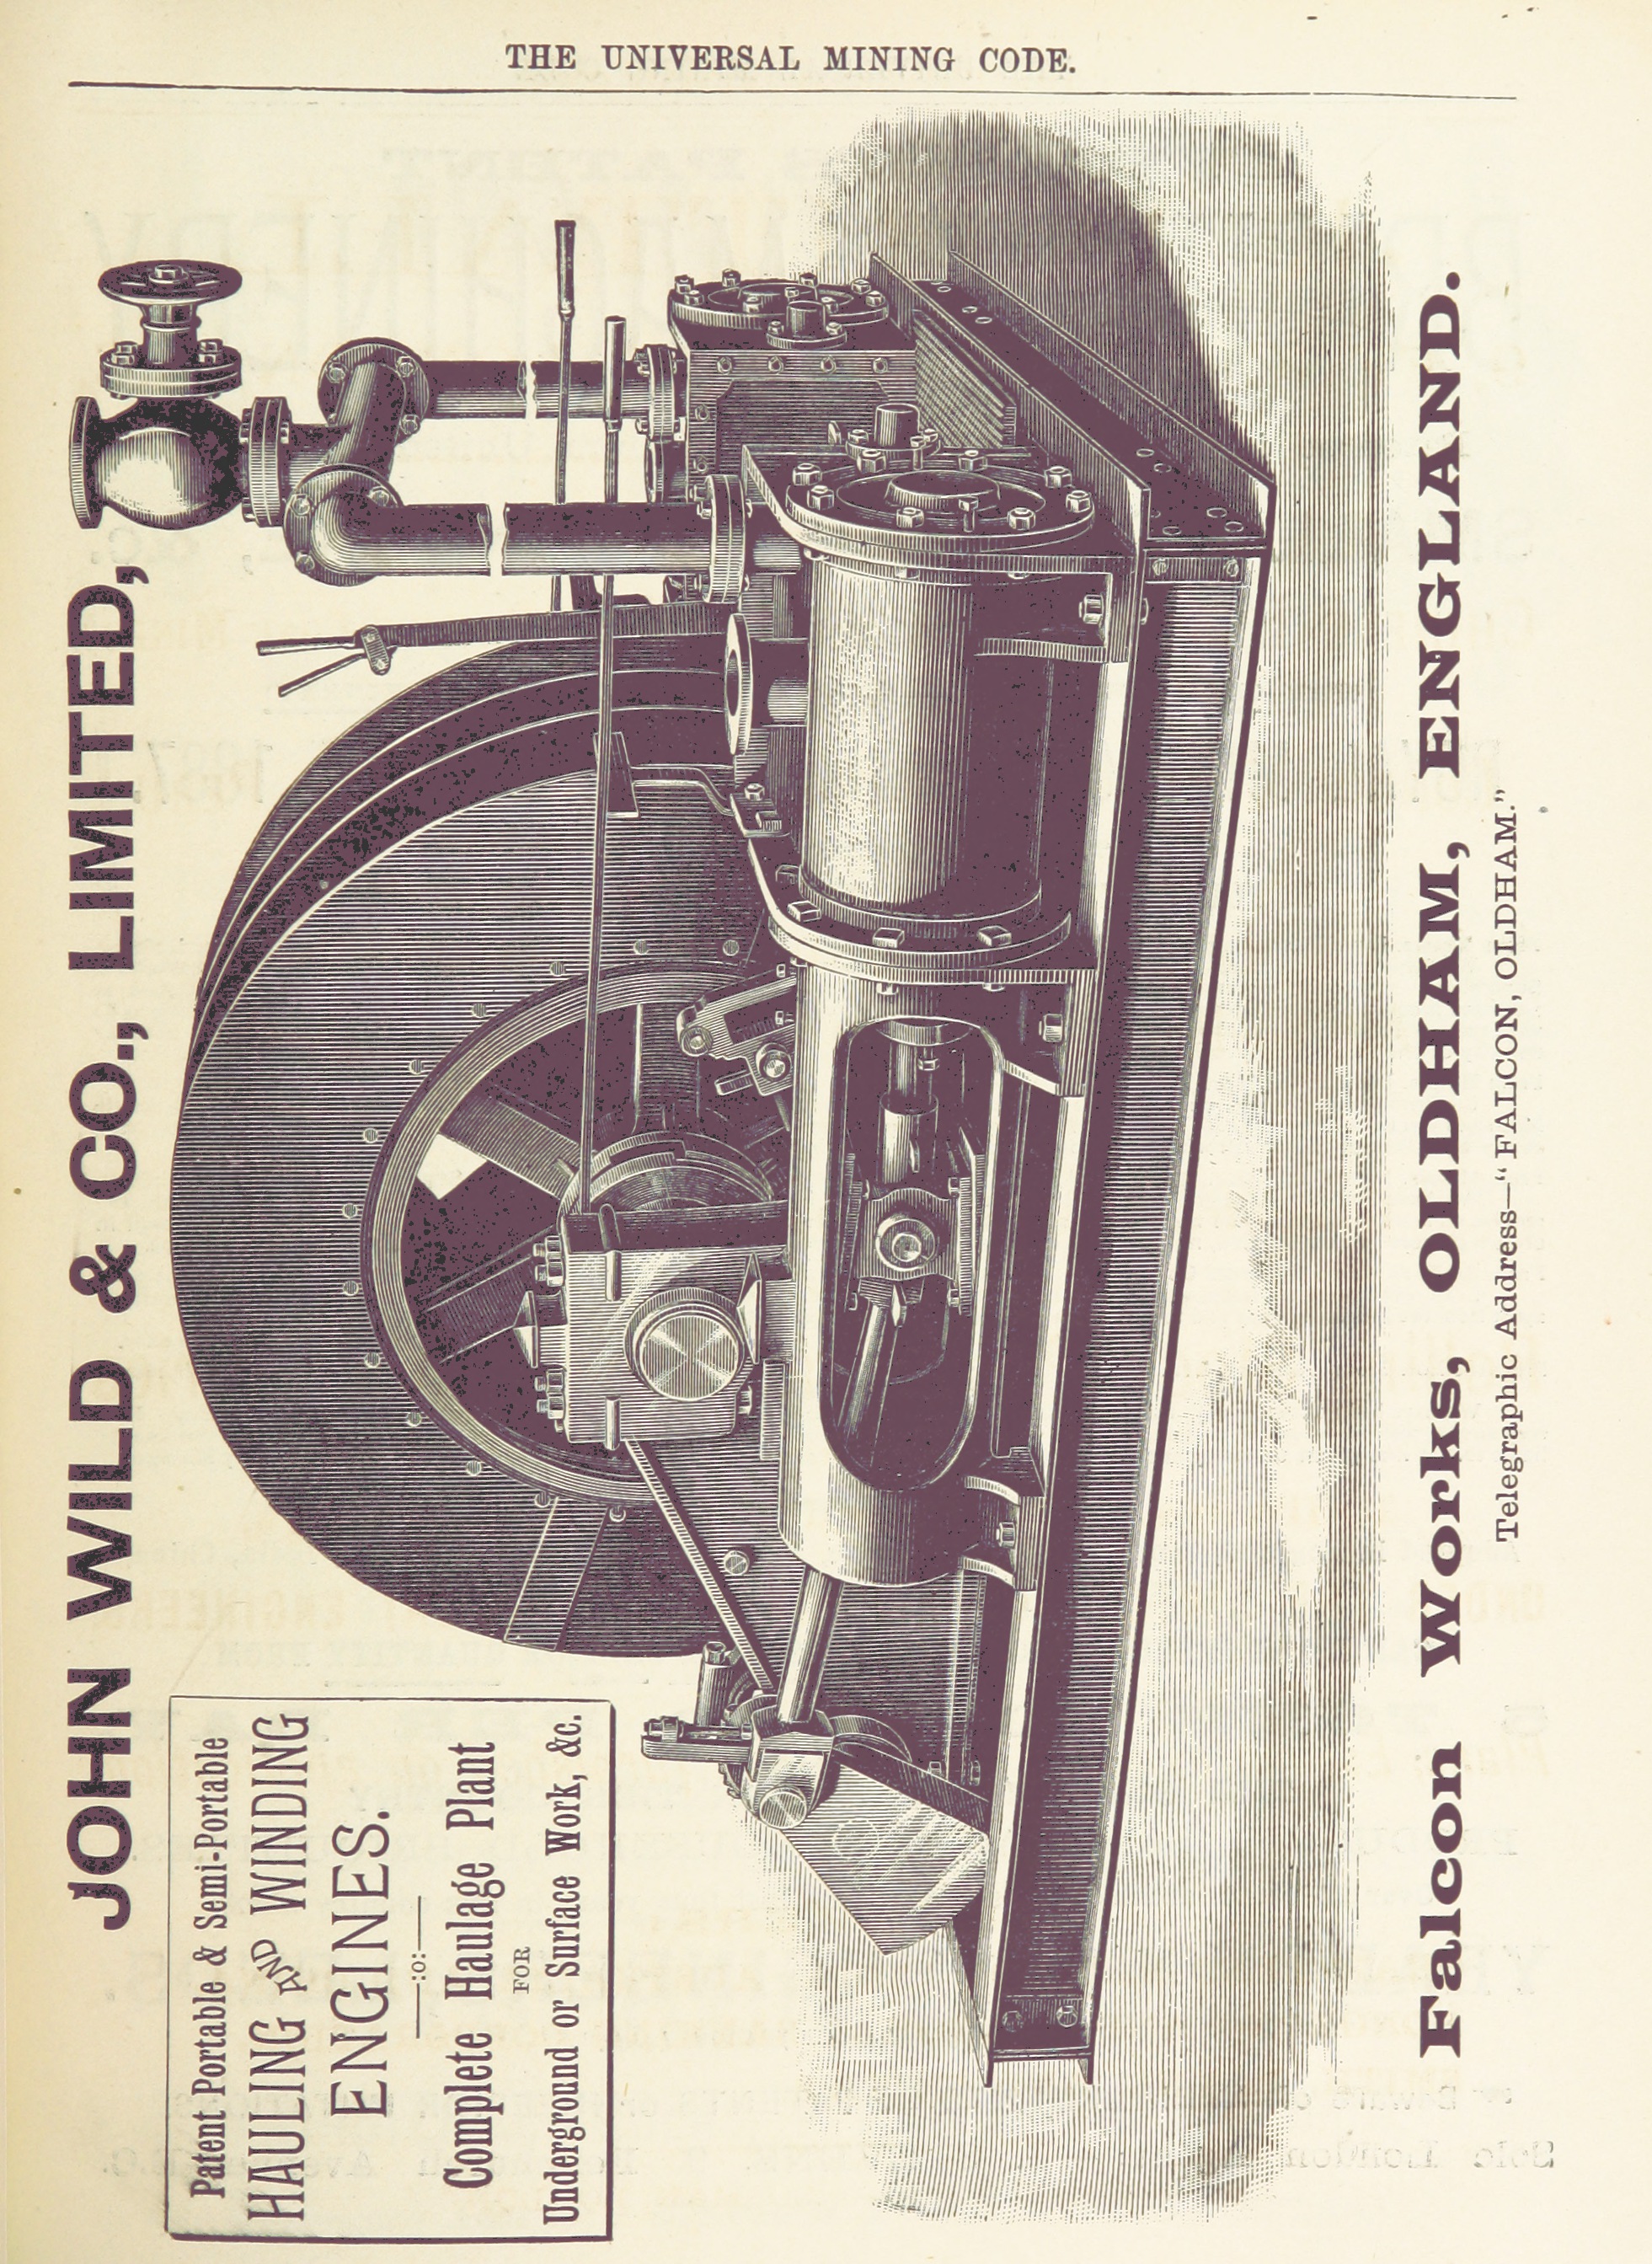 THE UNIVERSAL MINING CODE.
JOHN WILD & CO., LIMITED,
Patent Portable & Semi-Portable
HAULING AND WINDING
ENGINES.
—:o:—
Complete Haulage Plant
FOR
Underground or Surface Work, &c.
Falcon Works, OLDHAM, ENGLAND.
Telegraphic Address—“FALCON, OLDHAM.”